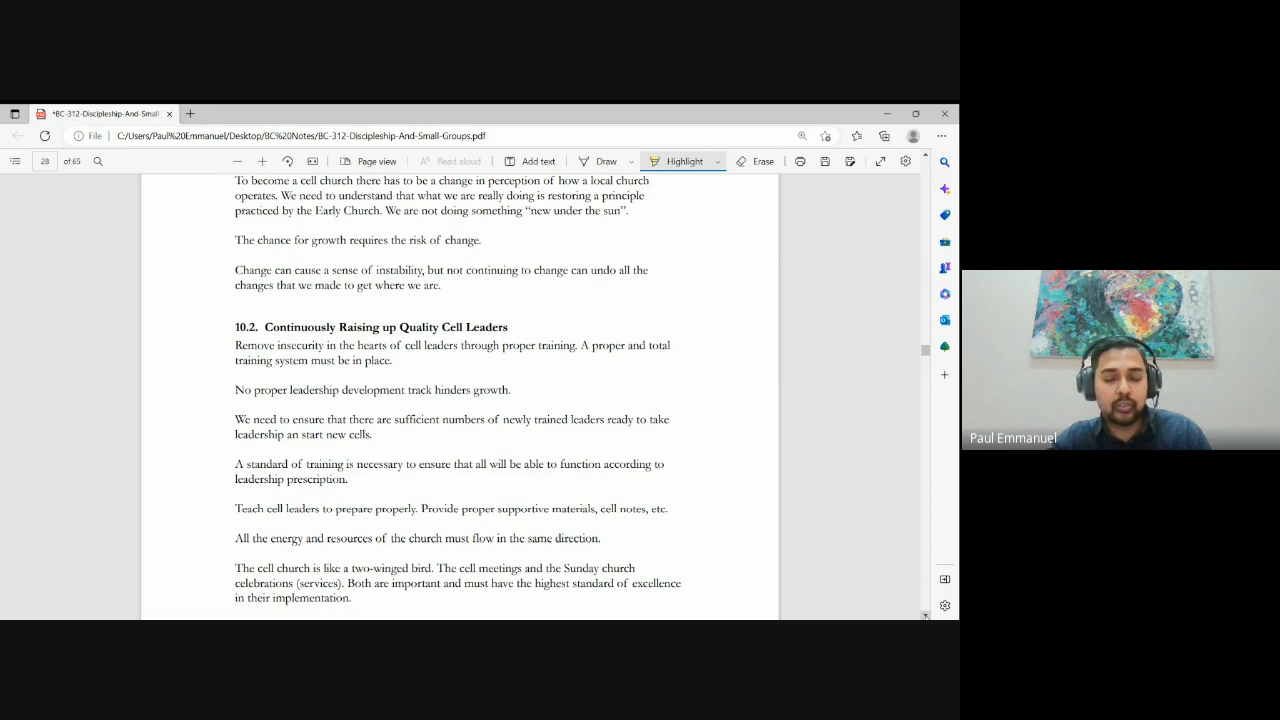 *BC-312-Discipleship-And-Small
File
C:/Users/Paul%20Emmanuel/Desktop/BC%20Notes/BC-312-Discipleship-And-Small-Groups.pdf
28 of 65
Page view
Read aloud
Add text
Draw
Highlight
Erase
To become a cell church there has to be a change in perception of how a local church
operates. We need to understand that what we are really doing is restoring a principle
practiced by the Early Church. We are not doing something “new under the sun”.
The chance for growth requires the risk of change.
Change can cause a sense of instability, but not continuing to change can undo all the
changes that we made to get where we are.
10.2. Continuously Raising up Quality Cell Leaders
Remove insecurity in the hearts of cell leaders through proper training. A proper and total
training system must be in place.
No proper leadership development track hinders growth.
We need to ensure that there are sufficient numbers of newly trained leaders ready to take
leadership an start new cells.
A standard of training is necessary to ensure that all will be able to function according to
leadership prescription.
Teach cell leaders to prepare properly. Provide proper supportive materials, cell notes, etc.
All the energy and resources of the church must flow in the same direction.
The cell church is like a two-winged bird. The cell meetings and the Sunday church
celebrations (services). Both are important and must have the highest standard of excellence
in their implementation.
Paul Emmanuel